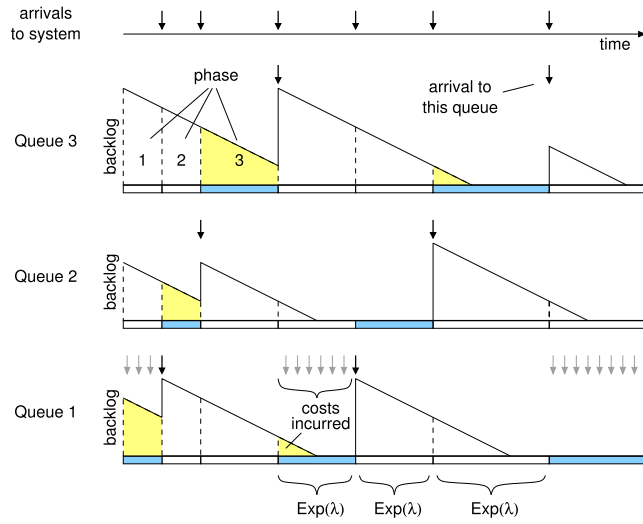 arrivals
to system
time
phase
arrival to
this queue
Queue 3
backlog
1
2
3
Queue 2
backlog
Queue 1
backlog
costs
incurred
Exp(λ)
Exp(λ)
Exp(λ)